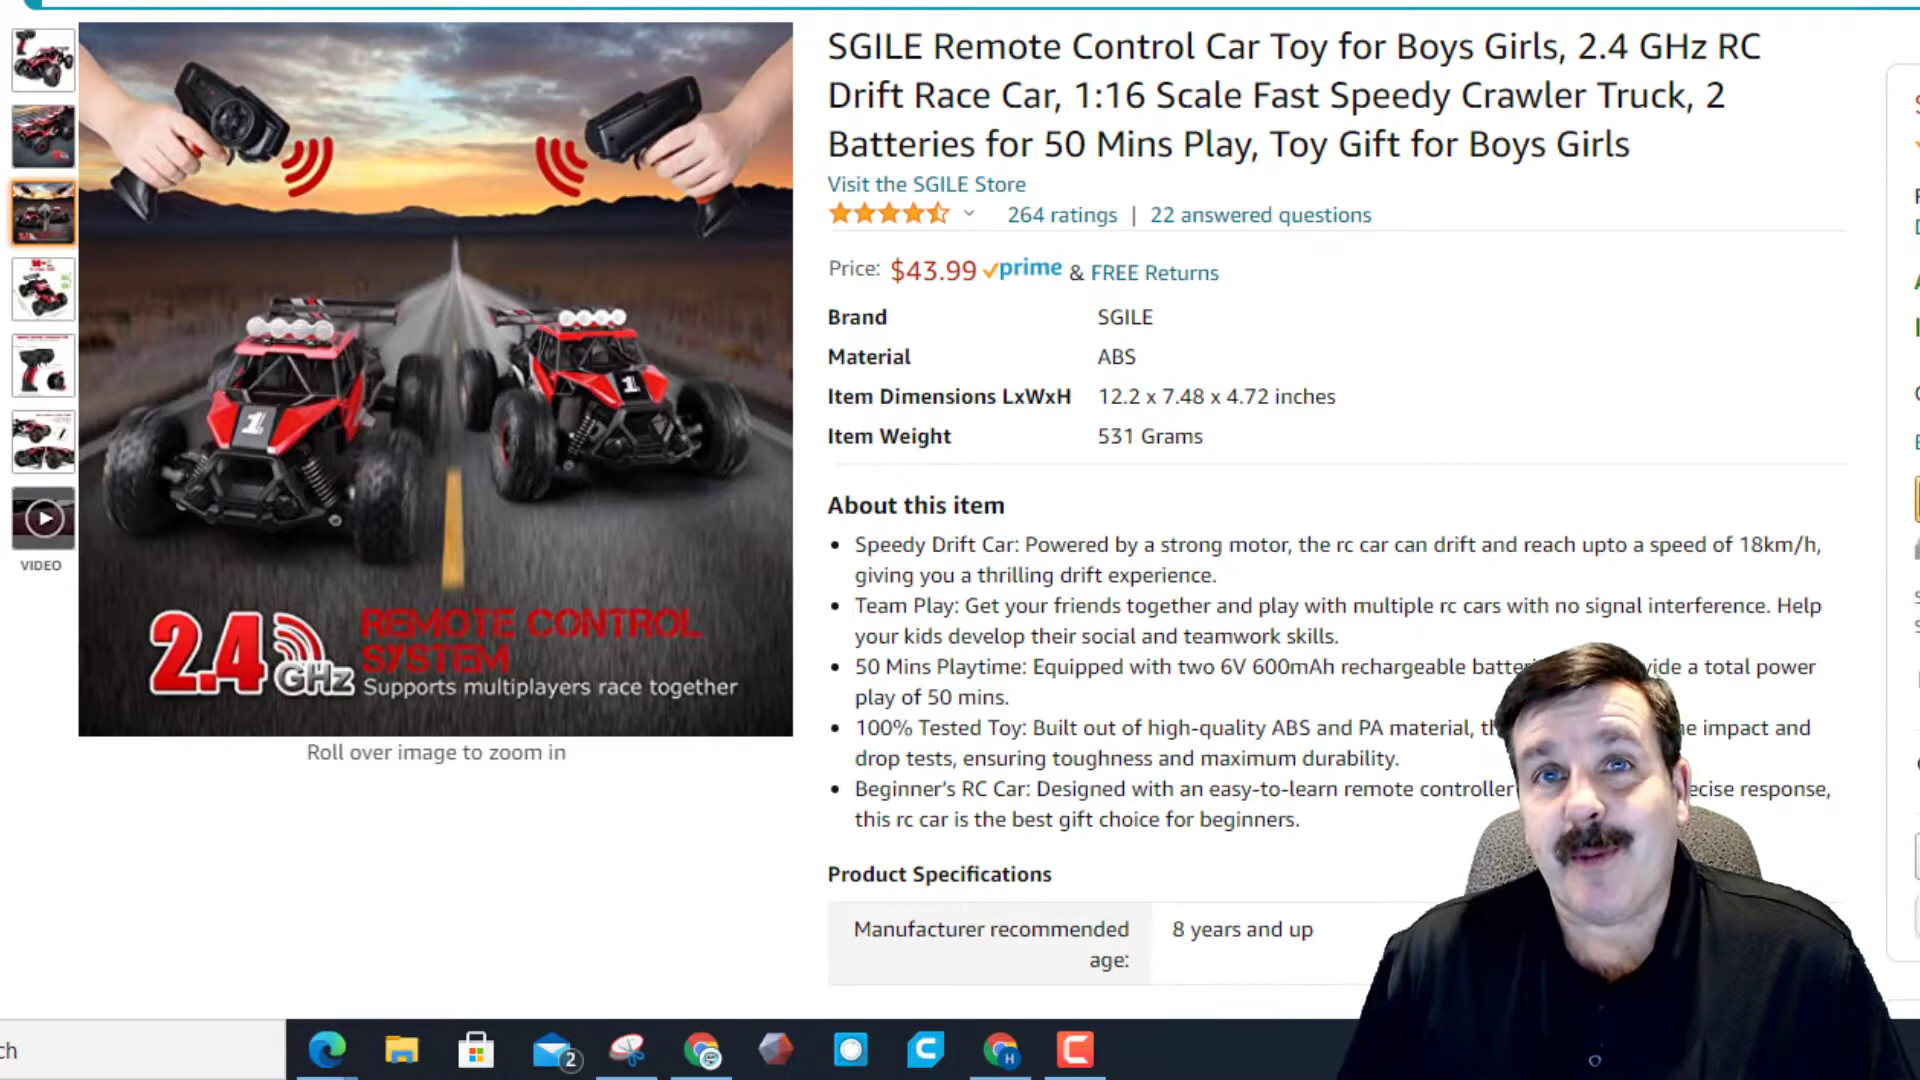 SGILE Remote Control Car Toy for Boys Girls, 2.4 GHz RC
Drift Race Car, 1:16 Scale Fast Speedy Crawler Truck, 2
Batteries for 50 Mins Play, Toy Gift for Boys Girls
Visit the SGILE Store
264 ratings | 22 answered questions
Price: $43.99 prime & FREE Returns
Brand SGILE
Material ABS
Item Dimensions LxWxH 12.2 x 7.48 x 4.72 inches
Item Weight 531 Grams
About this item
Speedy Drift Car: Powered by a strong motor, the rc car can drift and reach upto a speed of 18km/h,
giving you a thrilling drift experience.
Team Play: Get your friends together and play with multiple rc cars with no signal interference. Help
your kids develop their social and teamwork skills.
50 Mins Playtime: Equipped with two 6V 600mAh rechargeable a total power
play of 50 mins.
100% Tested Toy: Built out of high-quality ABS and PA material, impact and
drop tests, ensuring toughness and maximum durability.
Beginner's RC Car: Designed with an easy-to-learn remote controller response,
this rc car is the best gift choice for beginners.
Product Specifications
Manufacturer recommended
age:
8 years and up
1
1
2.4 GHz
REMOTE CONTROL
SYSTEM
Supports multiplayers race together
Roll over image to zoom in
VIDEO
2
H